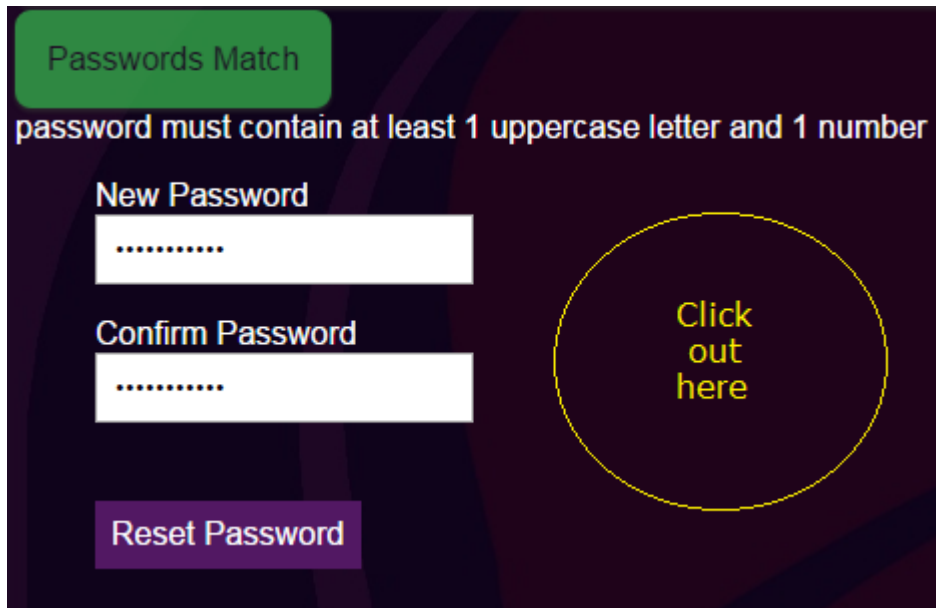 Passwords Match
password must contain at least 1 uppercase letter and 1 number
New Password
•••••••••••
Confirm Password
•••••••••••
Click
out
here
Reset Password